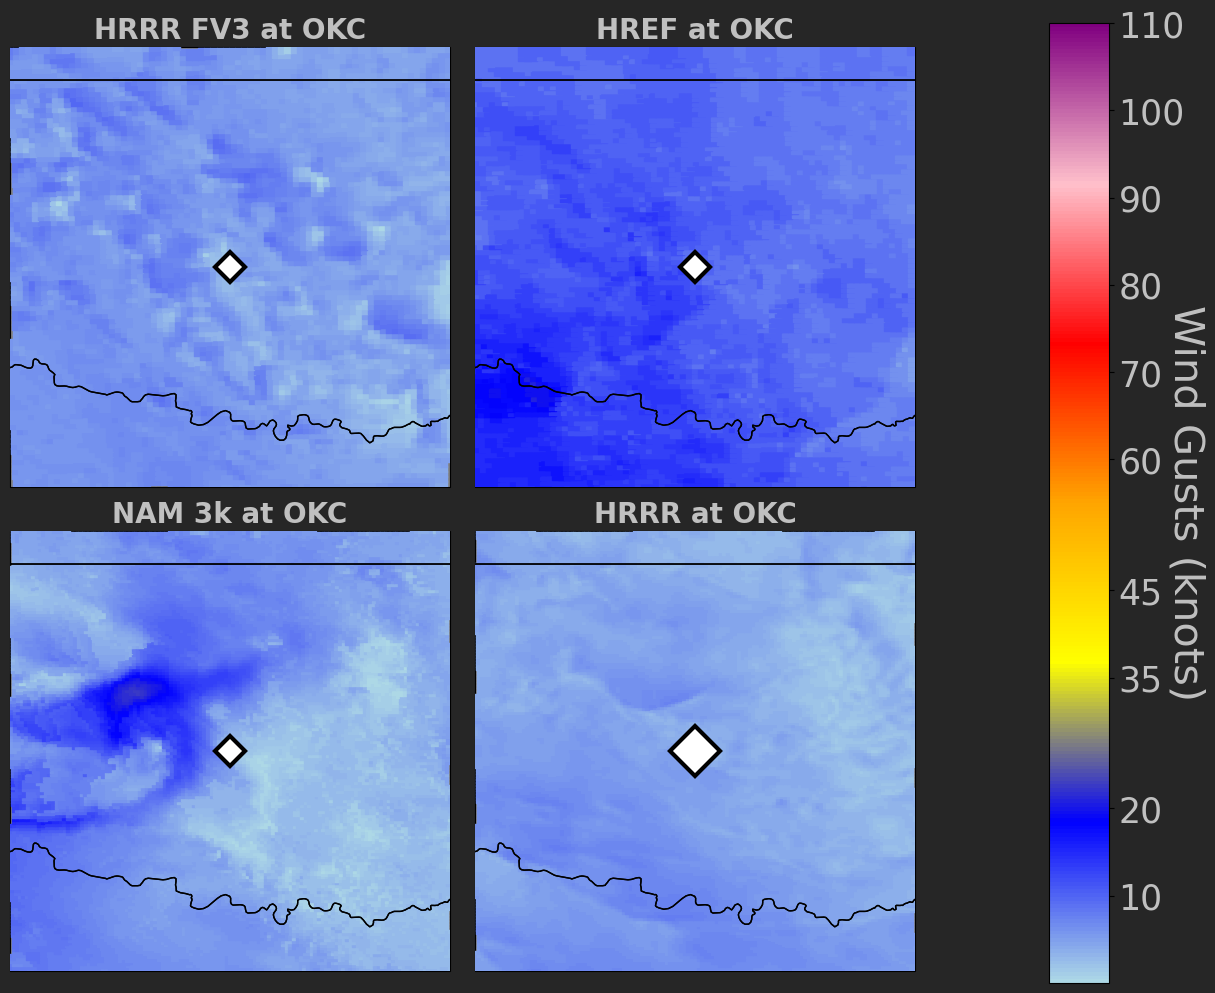 HRRR FV3 at OKC
HREF at OKC
NAM 3k at OKC
HRRR at OKC
110
100
90
80
70
60
45
35
20
10
Wind Gusts (knots)